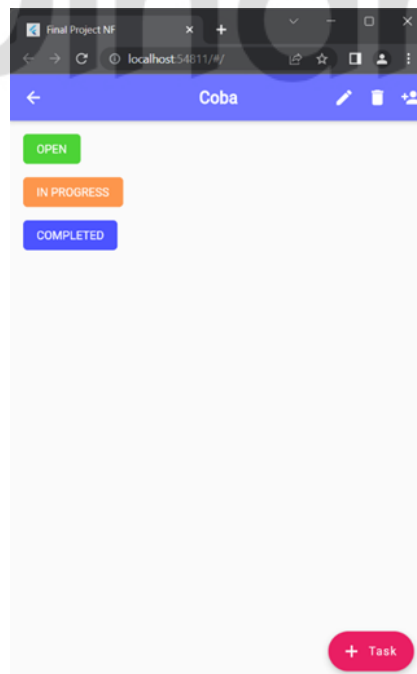 Final Project NF
localhost:54811/#/
Coba
OPEN
IN PROGRESS
COMPLETED
+ Task